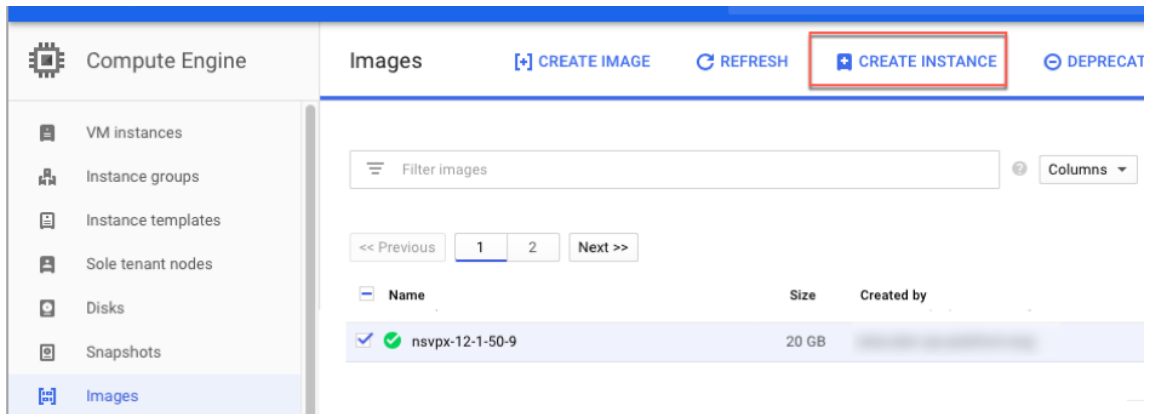 Compute Engine
Images
[+] CREATE IMAGE
REFRESH
CREATE INSTANCE
DEPRECAT
VM instances
Instance groups
Instance templates
Sole tenant nodes
Disks
Snapshots
Images
Filter images
Columns
<< Previous 1 2 Next >>
Name Size Created by
nsvpx-12-1-50-9 20 GB